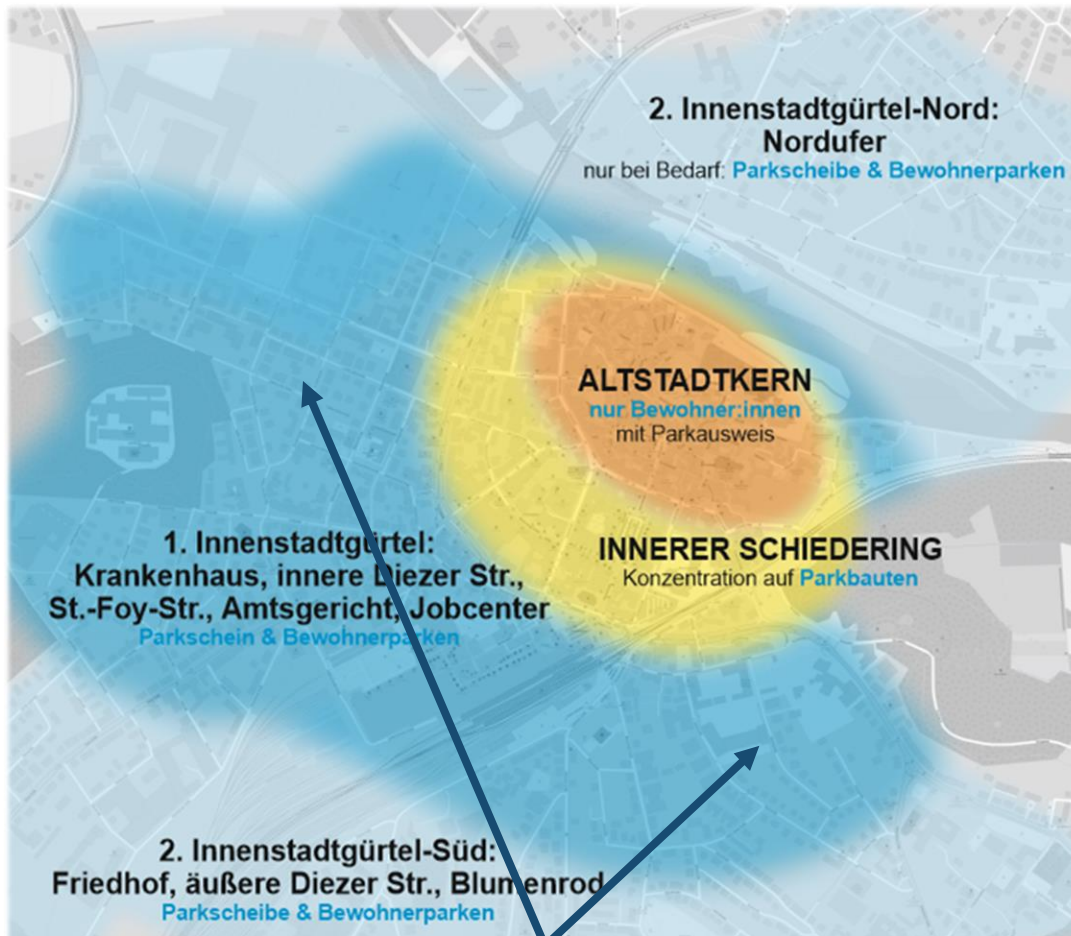 2. Innenstadtgürtel-Nord:
Nordufer
nur bei Bedarf: Parkscheibe & Bewohnerparken
ALTSTADTKERN
nur Bewohner:innen
mit Parkausweis
1. Innenstadtgürtel:
Krankenhaus, innere Diezer Str.,
St.-Foy-Str., Amtsgericht, Jobcenter
Parkschein & Bewohnerparken
INNERER SCHIEDERING
Konzentration auf Parkbauten
2. Innenstadtgürtel-Süd:
Friedhof, äußere Diezer Str., Blumenrod
Parkscheibe & Bewohnerparken